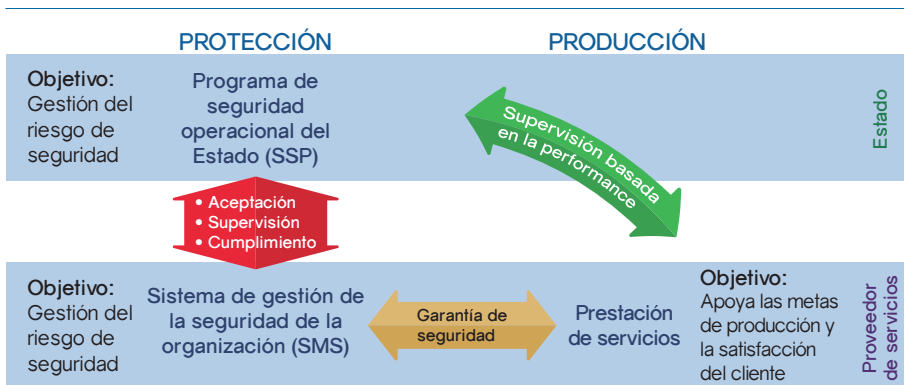 PROTECCIÓN
PRODUCCIÓN
Objetivo:
Gestión del
riesgo de
seguridad
Programa de
seguridad
operacional del
Estado (SSP)
Supervisión basada
en la performance
Estado
• Aceptación
• Supervisión
• Cumplimiento
Objetivo:
Gestión del
riesgo de
seguridad
Sistema de gestión de
la seguridad de la
organización (SMS)
Garantía de
seguridad
Prestación
de servicios
Objetivo:
Apoya las metas
de producción y
la satisfacción
del cliente
Proveedor
de servicios